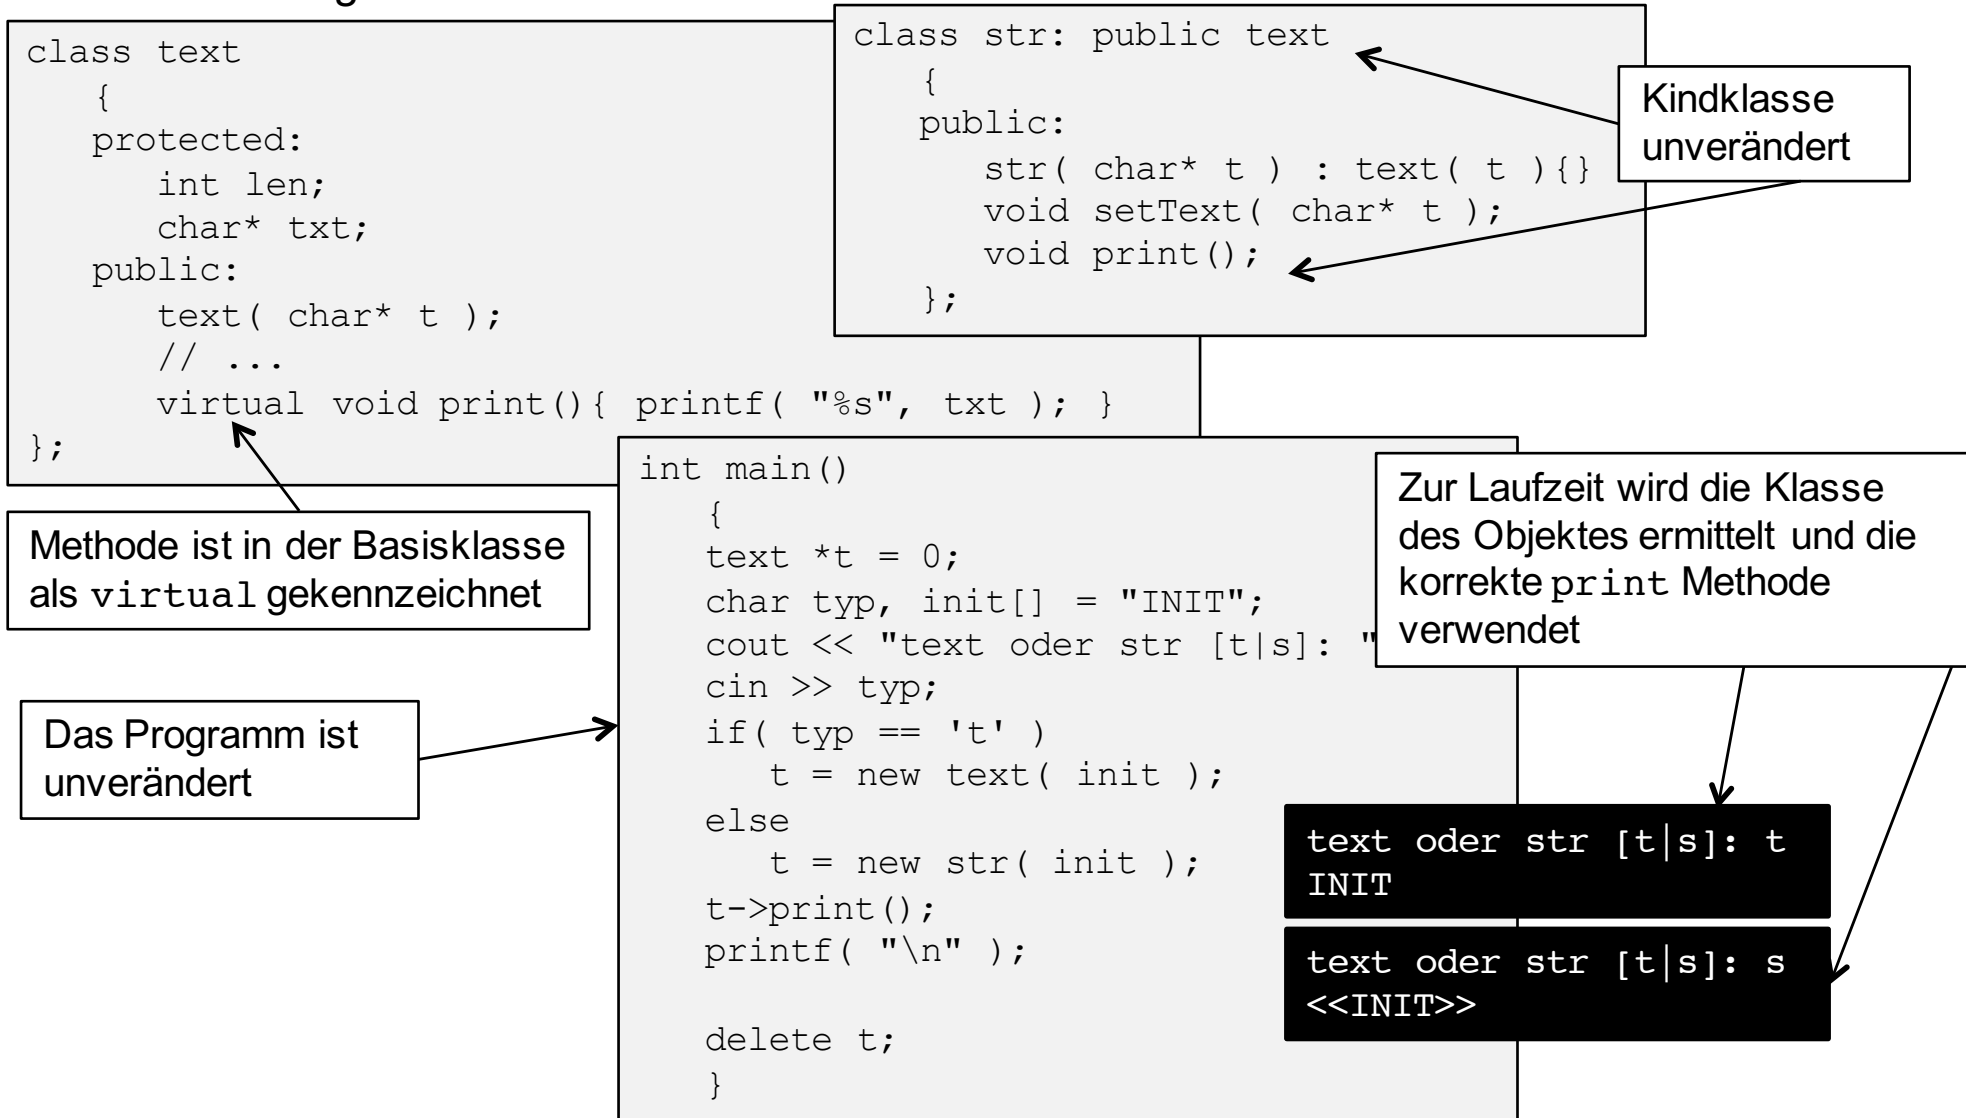 class text
{
protected:
int len;
char* txt;
public:
text( char* t );
// ...
virtual void print(){ printf( "%s", txt ); }
};
class str: public text
{
public:
str( char* t ) : text( t ){}
void setText( char* t );
void print();
};
Kindklasse
unverändert
Methode ist in der Basisklasse
als virtual gekennzeichnet
int main()
{
text *t = 0;
char typ, init[] = "INIT";
cout << "text oder str [t|s]: "
cin >> typ;
if( typ == 't' )
t = new text( init );
else
t = new str( init );
t->print();
printf( "\n" );
delete t;
}
Zur Laufzeit wird die Klasse
des Objektes ermittelt und die
korrekte print Methode
verwendet
Das Programm ist
unverändert
text oder str [t|s]: t
INIT
text oder str [t|s]: s
<<INIT>>